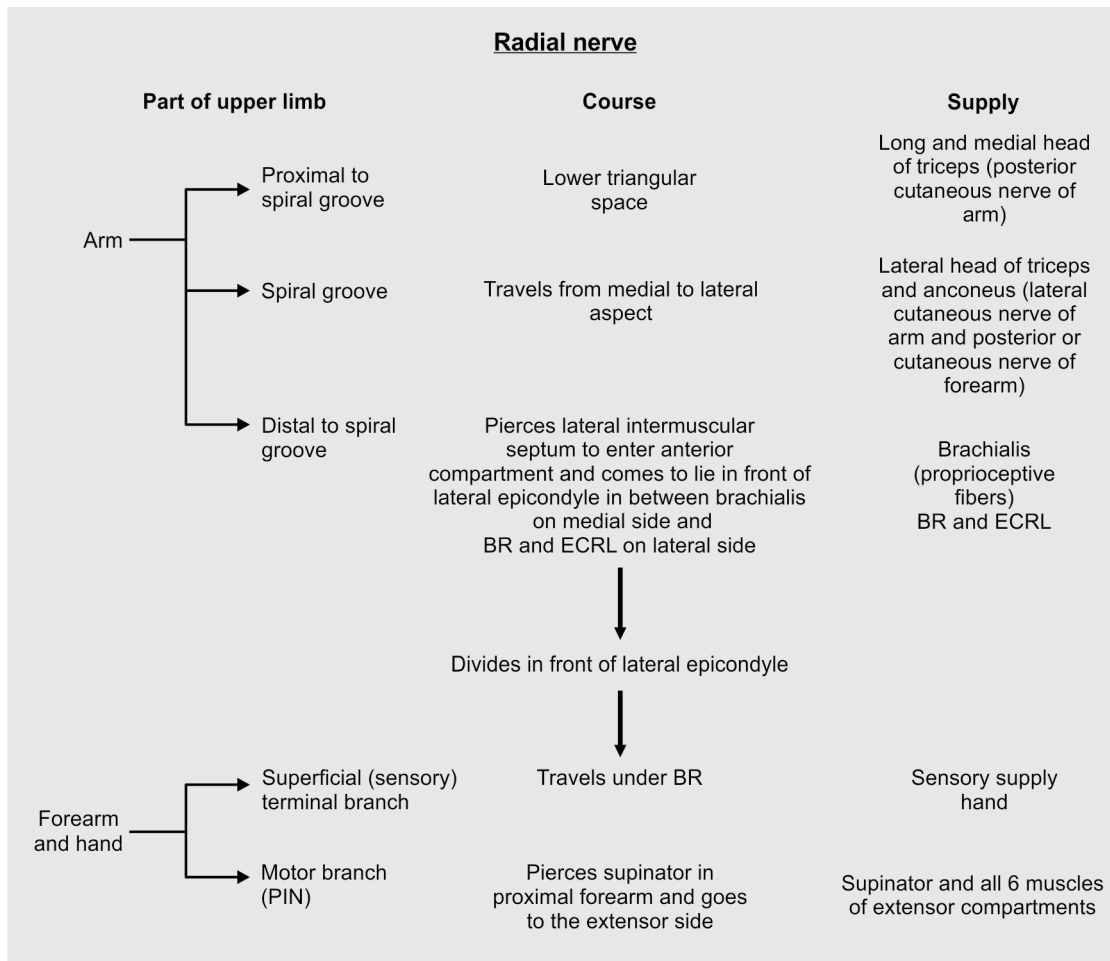 Radial nerve
Part of upper limb
Course
Supply
Arm
Proximal to
spiral groove
Lower triangular
space
Long and medial head
of triceps (posterior
cutaneous nerve of
arm)
Spiral groove
Travels from medial to lateral
aspect
Lateral head of triceps
and anconeus (lateral
cutaneous nerve of
arm and posterior or
cutaneous nerve of
forearm)
Distal to spiral
groove
Pierces lateral intermuscular
septum to enter anterior
compartment and comes to lie in front of
lateral epicondyle in between brachialis
on medial side and
BR and ECRL on lateral side
Brachialis
(proprioceptive
fibers)
BR and ECRL
Divides in front of lateral epicondyle
Forearm
and hand
Superficial (sensory)
terminal branch
Travels under BR
Sensory supply
hand
Motor branch
(PIN)
Pierces supinator in
proximal forearm and goes
to the extensor side
Supinator and all 6 muscles
of extensor compartments